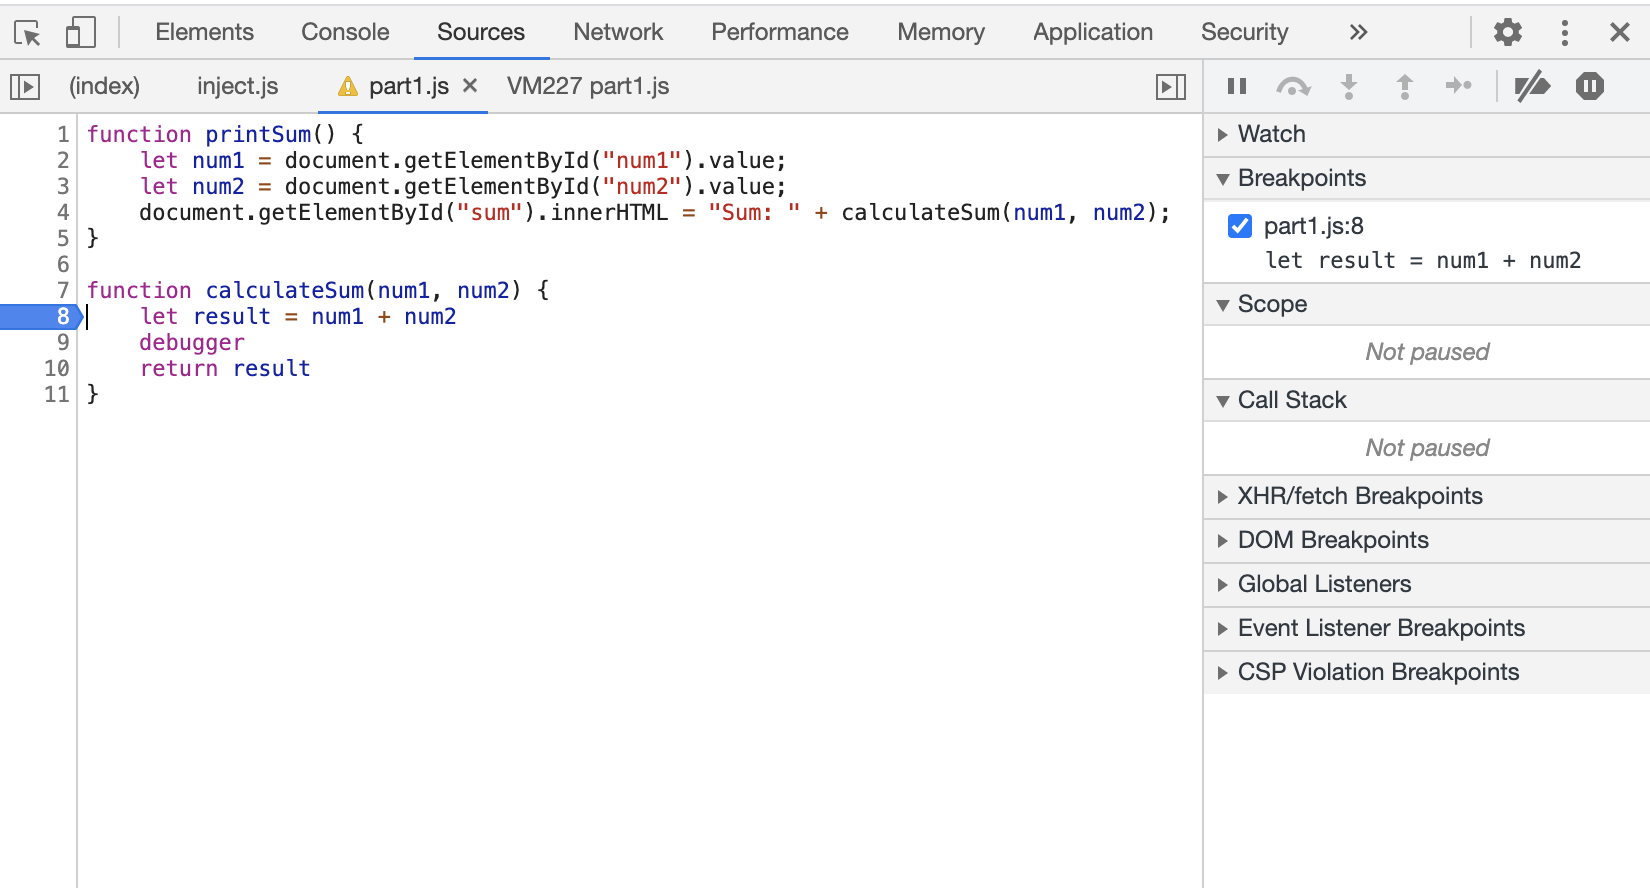 Elements Console Sources Network Performance Memory Application Security »
(index) inject.js part1.js × VM227 part1.js
1 function printSum() {
2 let num1 = document.getElementById("num1").value;
3 let num2 = document.getElementById("num2").value;
4 document.getElementById("sum").innerHTML = "Sum: " + calculateSum(num1, num2);
5 }
6
7 function calculateSum(num1, num2) {
8 let result = num1 + num2
9 debugger
10 return result
11 }
Watch
Breakpoints
part1.js:8
let result = num1 + num2
Scope
Not paused
Call Stack
Not paused
XHR/fetch Breakpoints
DOM Breakpoints
Global Listeners
Event Listener Breakpoints
CSP Violation Breakpoints